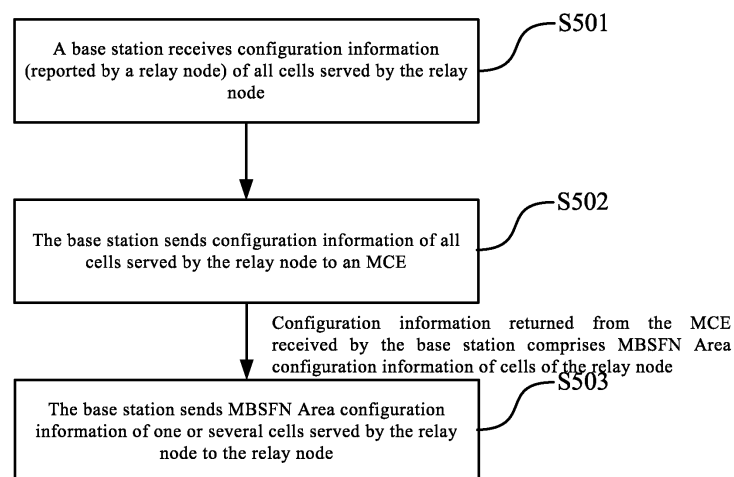 S501
A base station receives configuration information
(reported by a relay node) of all cells served by the relay
node
S502
The base station sends configuration information of all
cells served by the relay node to an MCE
Configuration information returned from the MCE
received by the base station comprises MBSFN Area
configuration information of cells of the relay node
S503
The base station sends MBSFN Area configuration
information of one or several cells served by the relay
node to the relay node